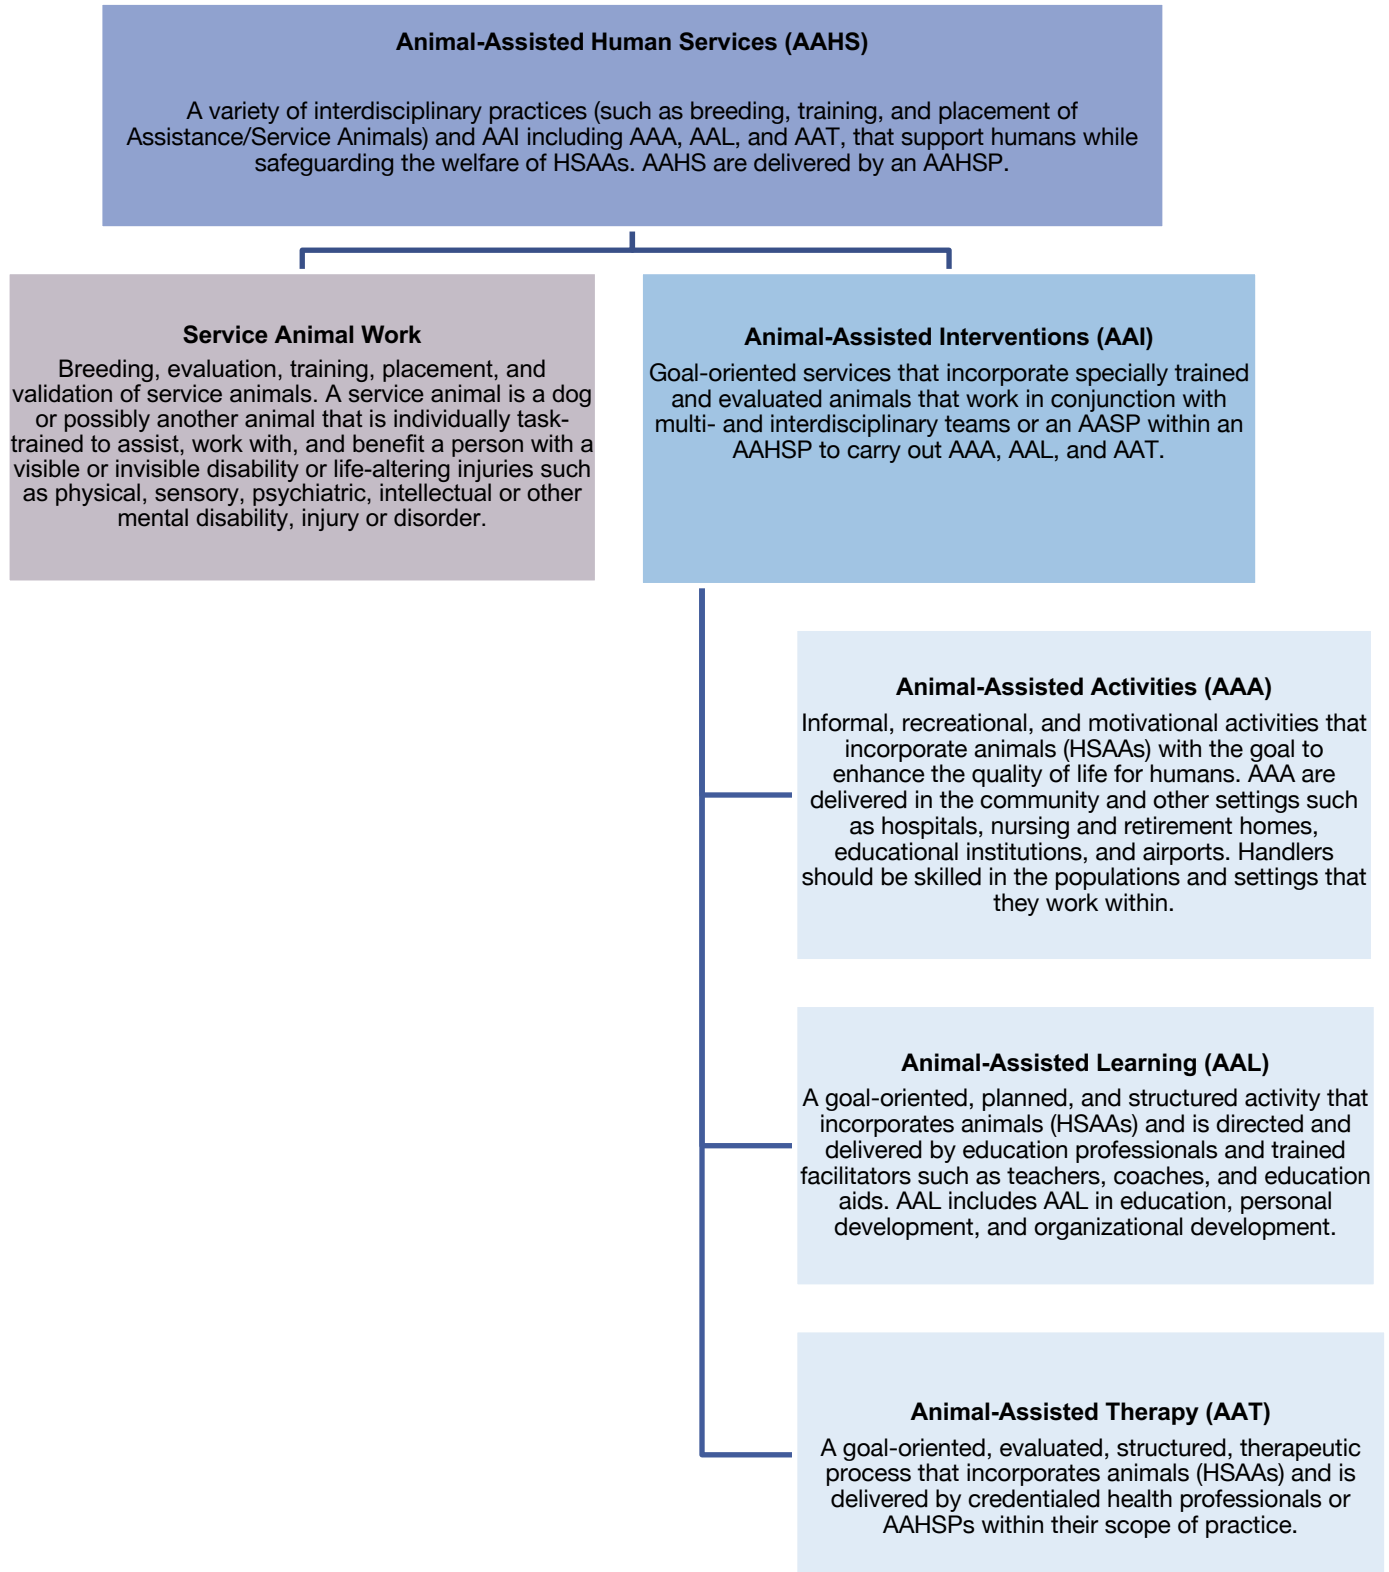 Animal-Assisted Human Services (AAHS)
A variety of interdisciplinary practices (such as breeding, training, and placement of
Assistance/Service Animals) and AAI including AAA, AAL, and AAT, that support humans while
safeguarding the welfare of HSAAs. AAHS are delivered by an AAHSP.
Service Animal Work
Breeding, evaluation, training, placement, and
validation of service animals. A service animal is a dog
or possibly another animal that is individually task-
trained to assist, work with, and benefit a person with a
visible or invisible disability or life-altering injuries such
as physical, sensory, psychiatric, intellectual or other
mental disability, injury or disorder.
Animal-Assisted Interventions (AAI)
Goal-oriented services that incorporate specially trained
and evaluated animals that work in conjunction with
multi- and interdisciplinary teams or an AASP within an
AAHSP to carry out AAA, AAL, and AAT.
Animal-Assisted Activities (AAA)
Informal, recreational, and motivational activities that
incorporate animals (HSAAs) with the goal to
enhance the quality of life for humans. AAA are
delivered in the community and other settings such
as hospitals, nursing and retirement homes,
educational institutions, and airports. Handlers
should be skilled in the populations and settings that
they work within.
Animal-Assisted Learning (AAL)
A goal-oriented, planned, and structured activity that
incorporates animals (HSAAs) and is directed and
delivered by education professionals and trained
facilitators such as teachers, coaches, and education
aids. AAL includes AAL in education, personal
development, and organizational development.
Animal-Assisted Therapy (AAT)
A goal-oriented, evaluated, structured, therapeutic
process that incorporates animals (HSAAs) and is
delivered by credentialed health professionals or
AAHSPs within their scope of practice.